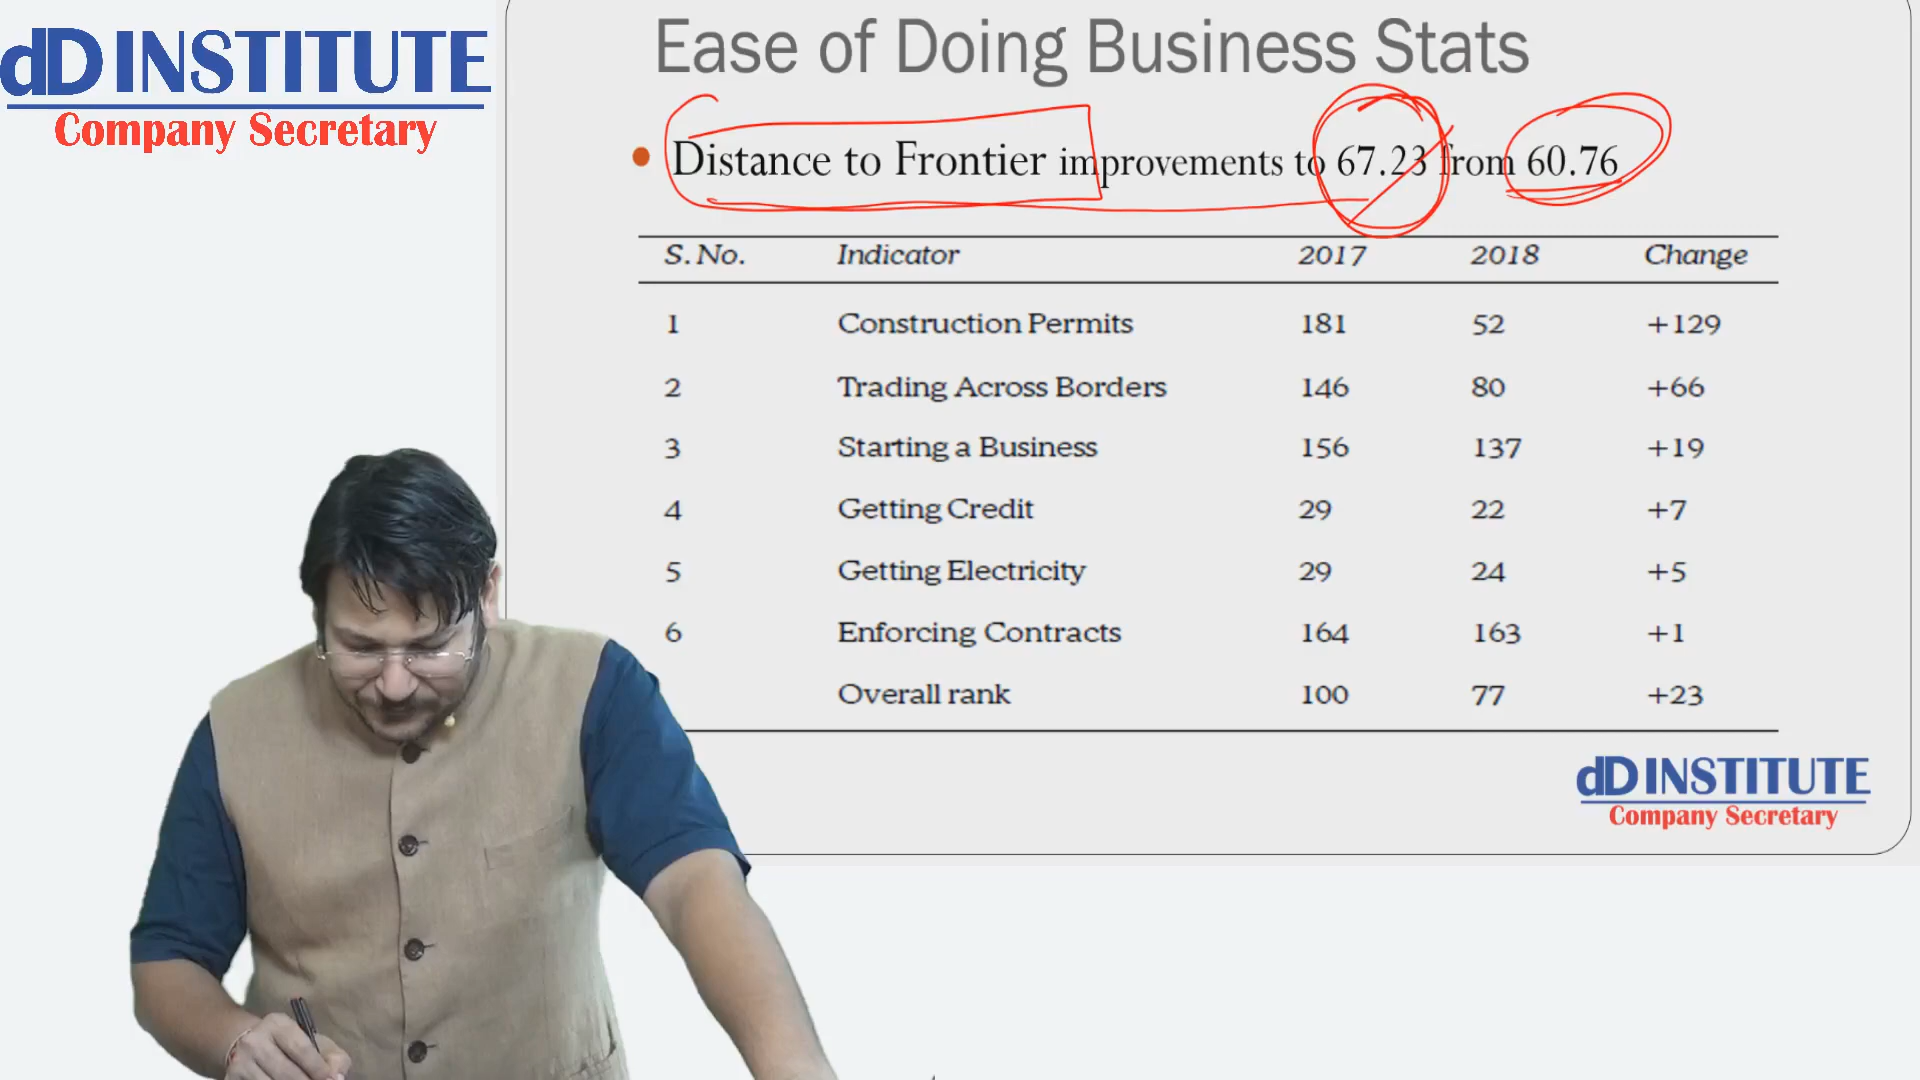 dD INSTITUTE
Company Secretary
Ease of Doing Business Stats
• Distance to Frontier improvements to 67.23 from 60.76
S. No. Indicator 2017 2018 Change
1 Construction Permits 181 52 +129
2 Trading Across Borders 146 80 +66
3 Starting a Business 156 137 +19
4 Getting Credit 29 22 +7
5 Getting Electricity 29 24 +5
6 Enforcing Contracts 164 163 +1
Overall rank 100 77 +23
dD INSTITUTE
Company Secretary